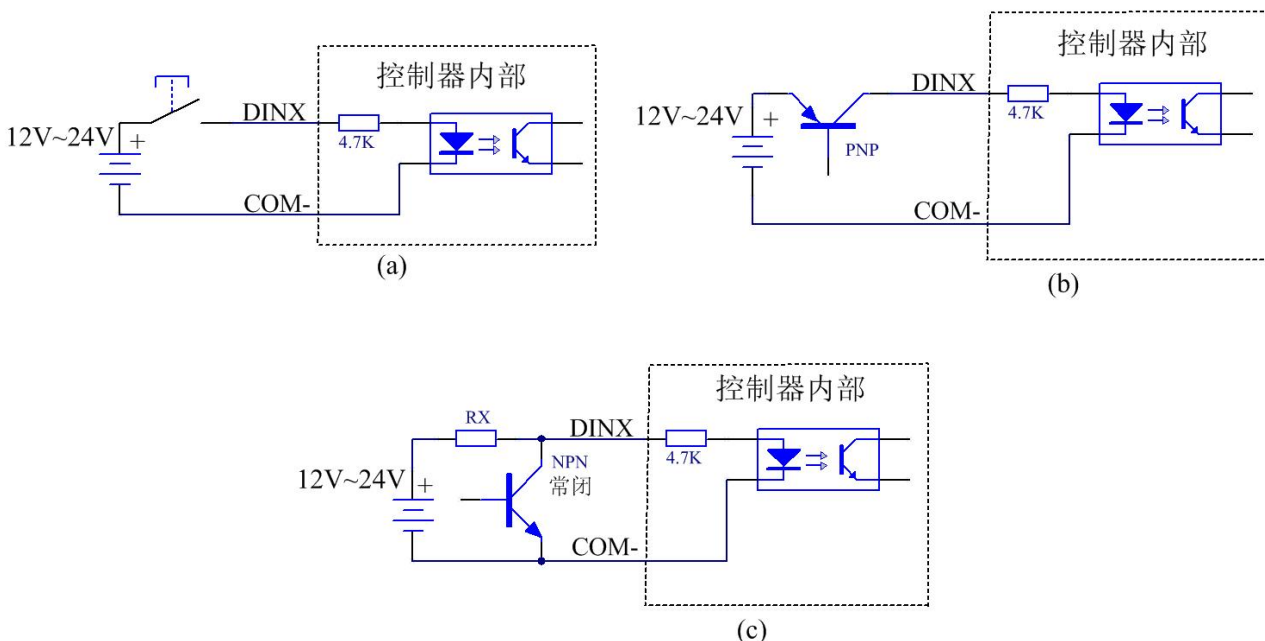 控制器内部
DINX
12V~24V
+
4.7K
COM-
(a)
控制器内部
DINX
12V~24V
+
4.7K
PNP
COM-
(b)
控制器内部
RX
DINX
NPN
常闭
12V~24V
+
4.7K
COM-
(c)